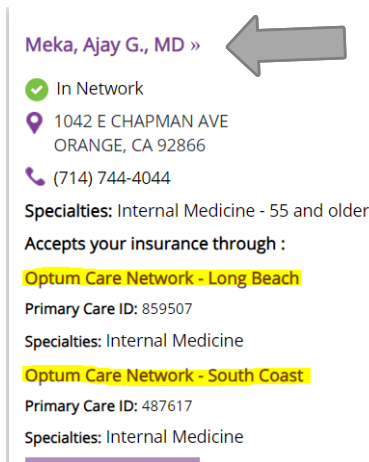 Meka, Ajay G., MD »
In Network
1042 E CHAPMAN AVE
ORANGE, CA 92866
(714) 744-4044
Specialties: Internal Medicine - 55 and older
Accepts your insurance through :
Optum Care Network - Long Beach
Primary Care ID: 859507
Specialties: Internal Medicine
Optum Care Network - South Coast
Primary Care ID: 487617
Specialties: Internal Medicine